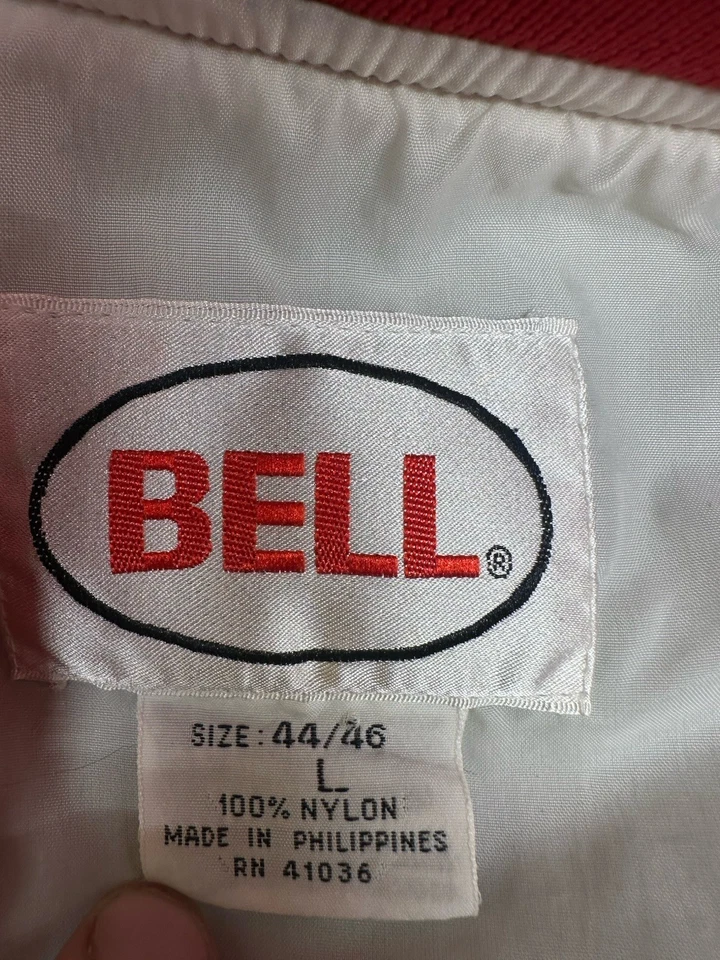 BELL®
SIZE: 44/46
L
100% NYLON
MADE IN PHILIPPINES
RN 41036